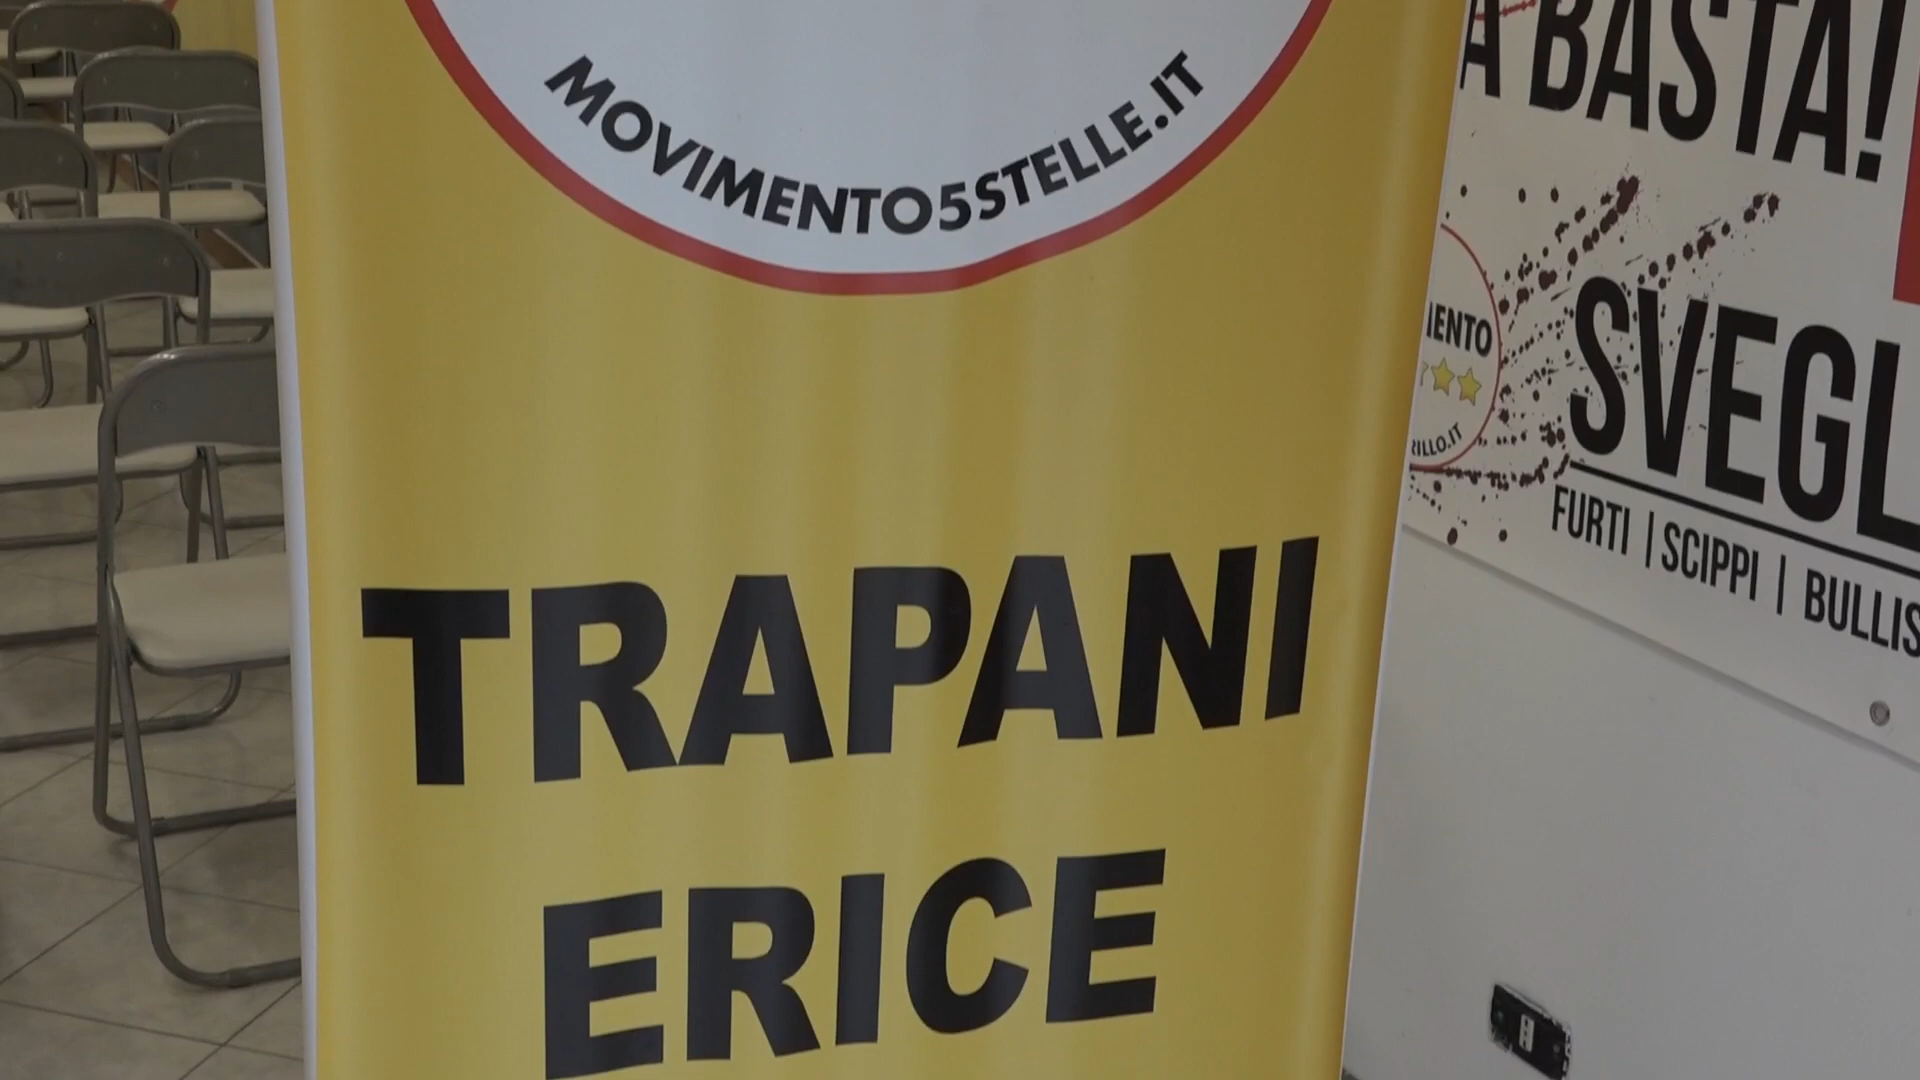 MOVIMENTO5STELLE.IT
TRAPANI
ERICE
A BASTA!
SVEGL
IENTO
RILLO.IT
FURTI | SCIPPI | BULLIS